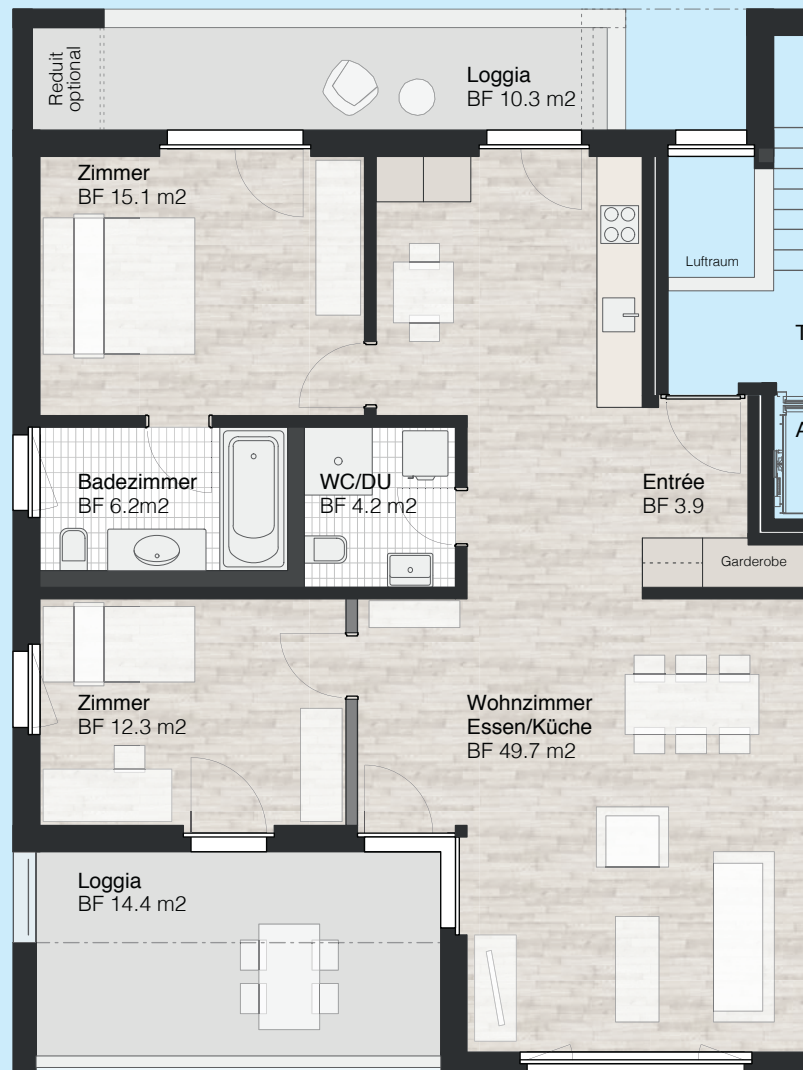 Reduit
optional
Loggia
BF 10.3 m2
Zimmer
BF 15.1 m2
Luftraum
T
A
Badezimmer
BF 6.2m2
WC/DU
BF 4.2 m2
Entrée
BF 3.9
Garderobe
Zimmer
BF 12.3 m2
Wohnzimmer
Essen/Küche
BF 49.7 m2
Loggia
BF 14.4 m2